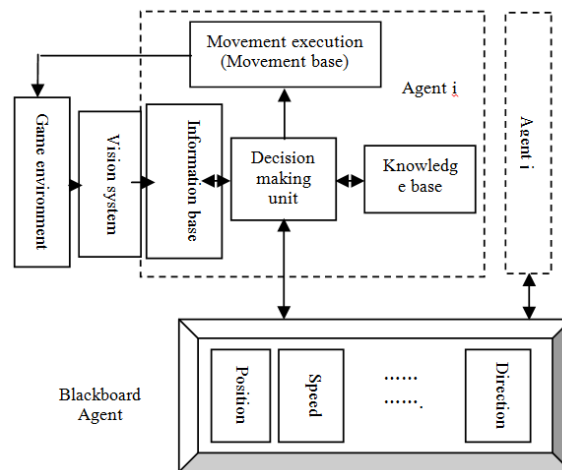 Movement execution
(Movement base)
Agent i
Agent i
Game environment
Vision system
Information base
Decision
making
unit
Knowledg
e base
Blackboard
Agent
Position
Speed
......
.......
Direction